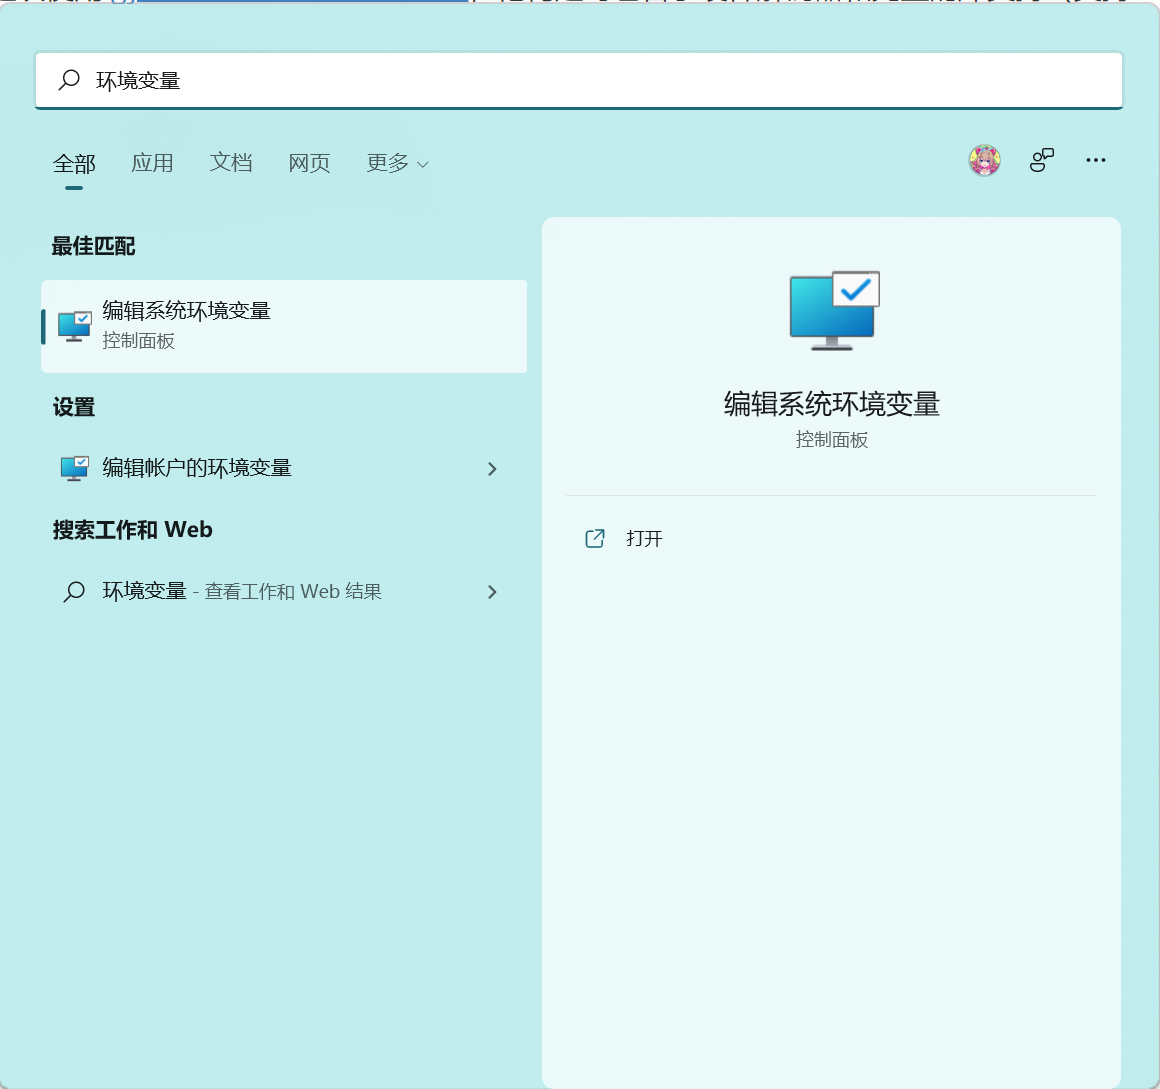 环境变量
全部 应用 文档 网页 更多
最佳匹配
编辑系统环境变量
控制面板
设置
编辑帐户的环境变量
搜索工作和 Web
环境变量 - 查看工作和 Web 结果
编辑系统环境变量
控制面板
打开